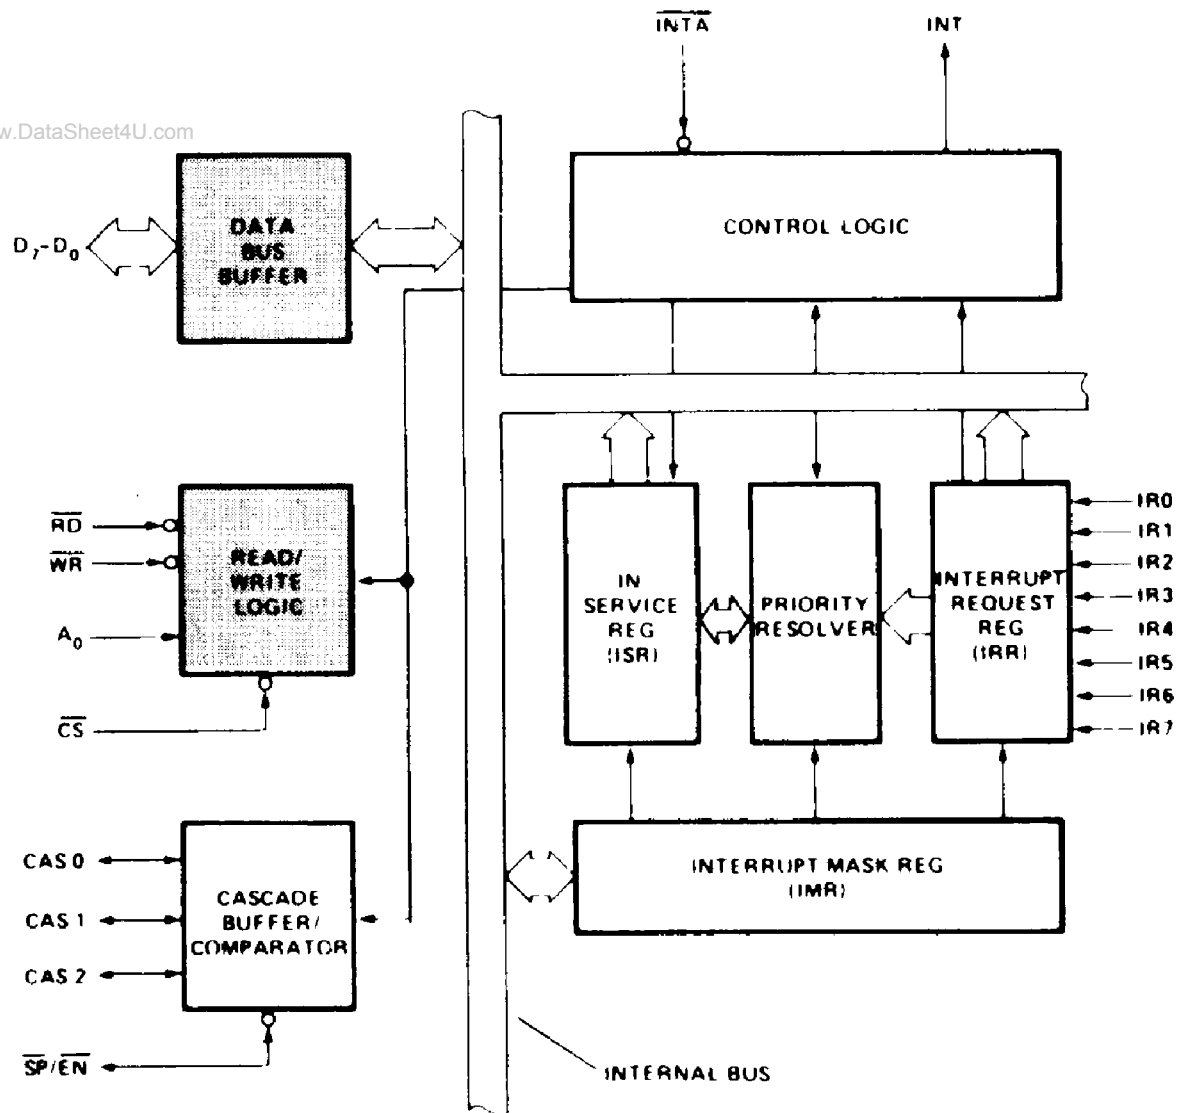 INTA
INT
w.DataSheet4U.com
D7-D0
DATA
BUS
BUFFER
CONTROL LOGIC
RD
WR
A0
CS
READ/
WRITE
LOGIC
IN
SERVICE
REG
(ISR)
PRIORITY
RESOLVER
INTERRUPT
REQUEST
REG
(IRR)
IR0
IR1
IR2
IR3
IR4
IR5
IR6
IR7
CAS 0
CAS 1
CAS 2
CASCADE
BUFFER/
COMPARATOR
SP/EN
INTERRUPT MASK REG
(IMR)
INTERNAL BUS